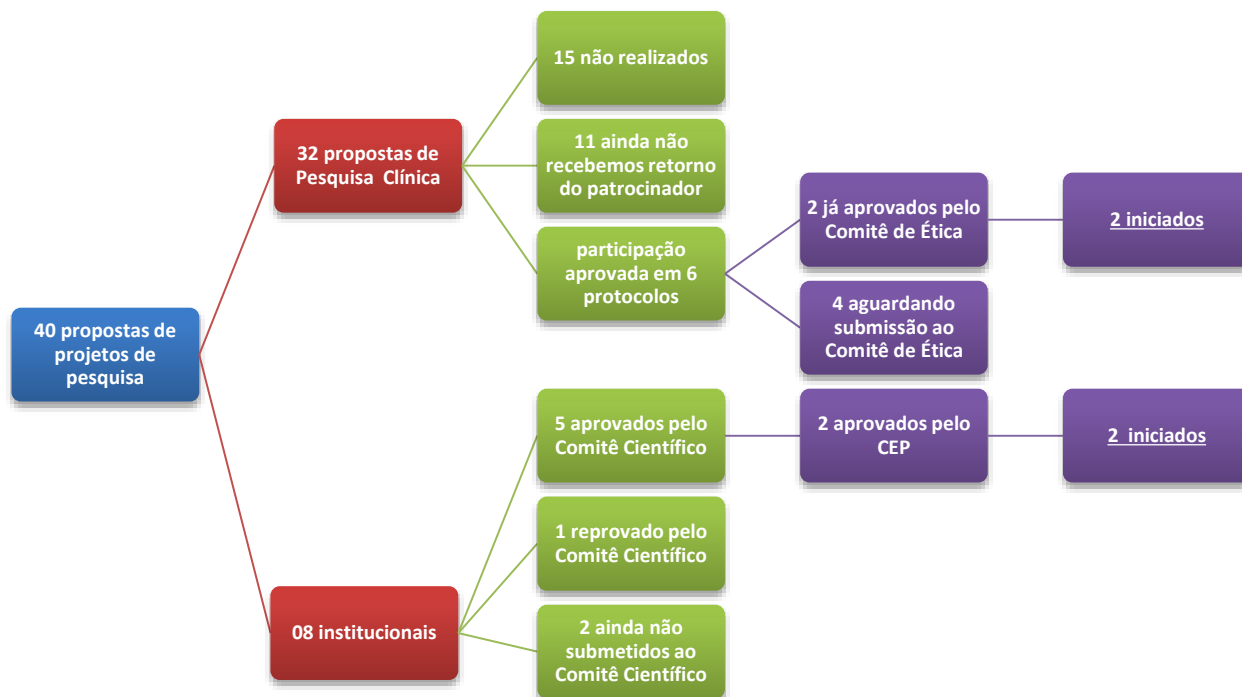 40 propostas de
projetos de
pesquisa
32 propostas de
Pesquisa Clínica
15 não realizados
11 ainda não
recebemos retorno
do patrocinador
participação
aprovada em 6
protocolos
2 já aprovados pelo
Comitê de Ética
2 iniciados
4 aguardando
submissão ao
Comitê de Ética
08 institucionais
5 aprovados pelo
Comitê Científico
2 aprovados pelo
CEP
2 iniciados
1 reprovado pelo
Comitê Científico
2 ainda não
submetidos ao
Comitê Científico